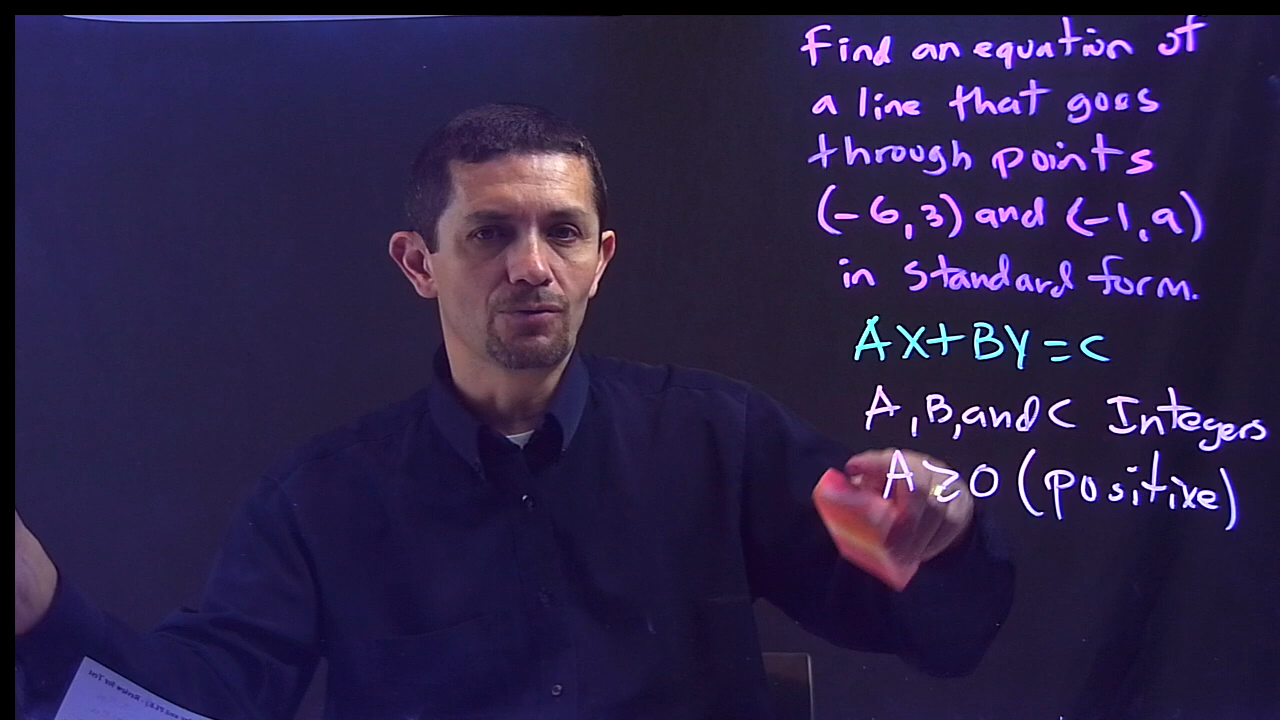 Find an equation of
a line that goes
through points
(-6,3) and (-1,9)
in standard form.
AX+BY=C
A,B,and C Integers
A≥0 (positive)